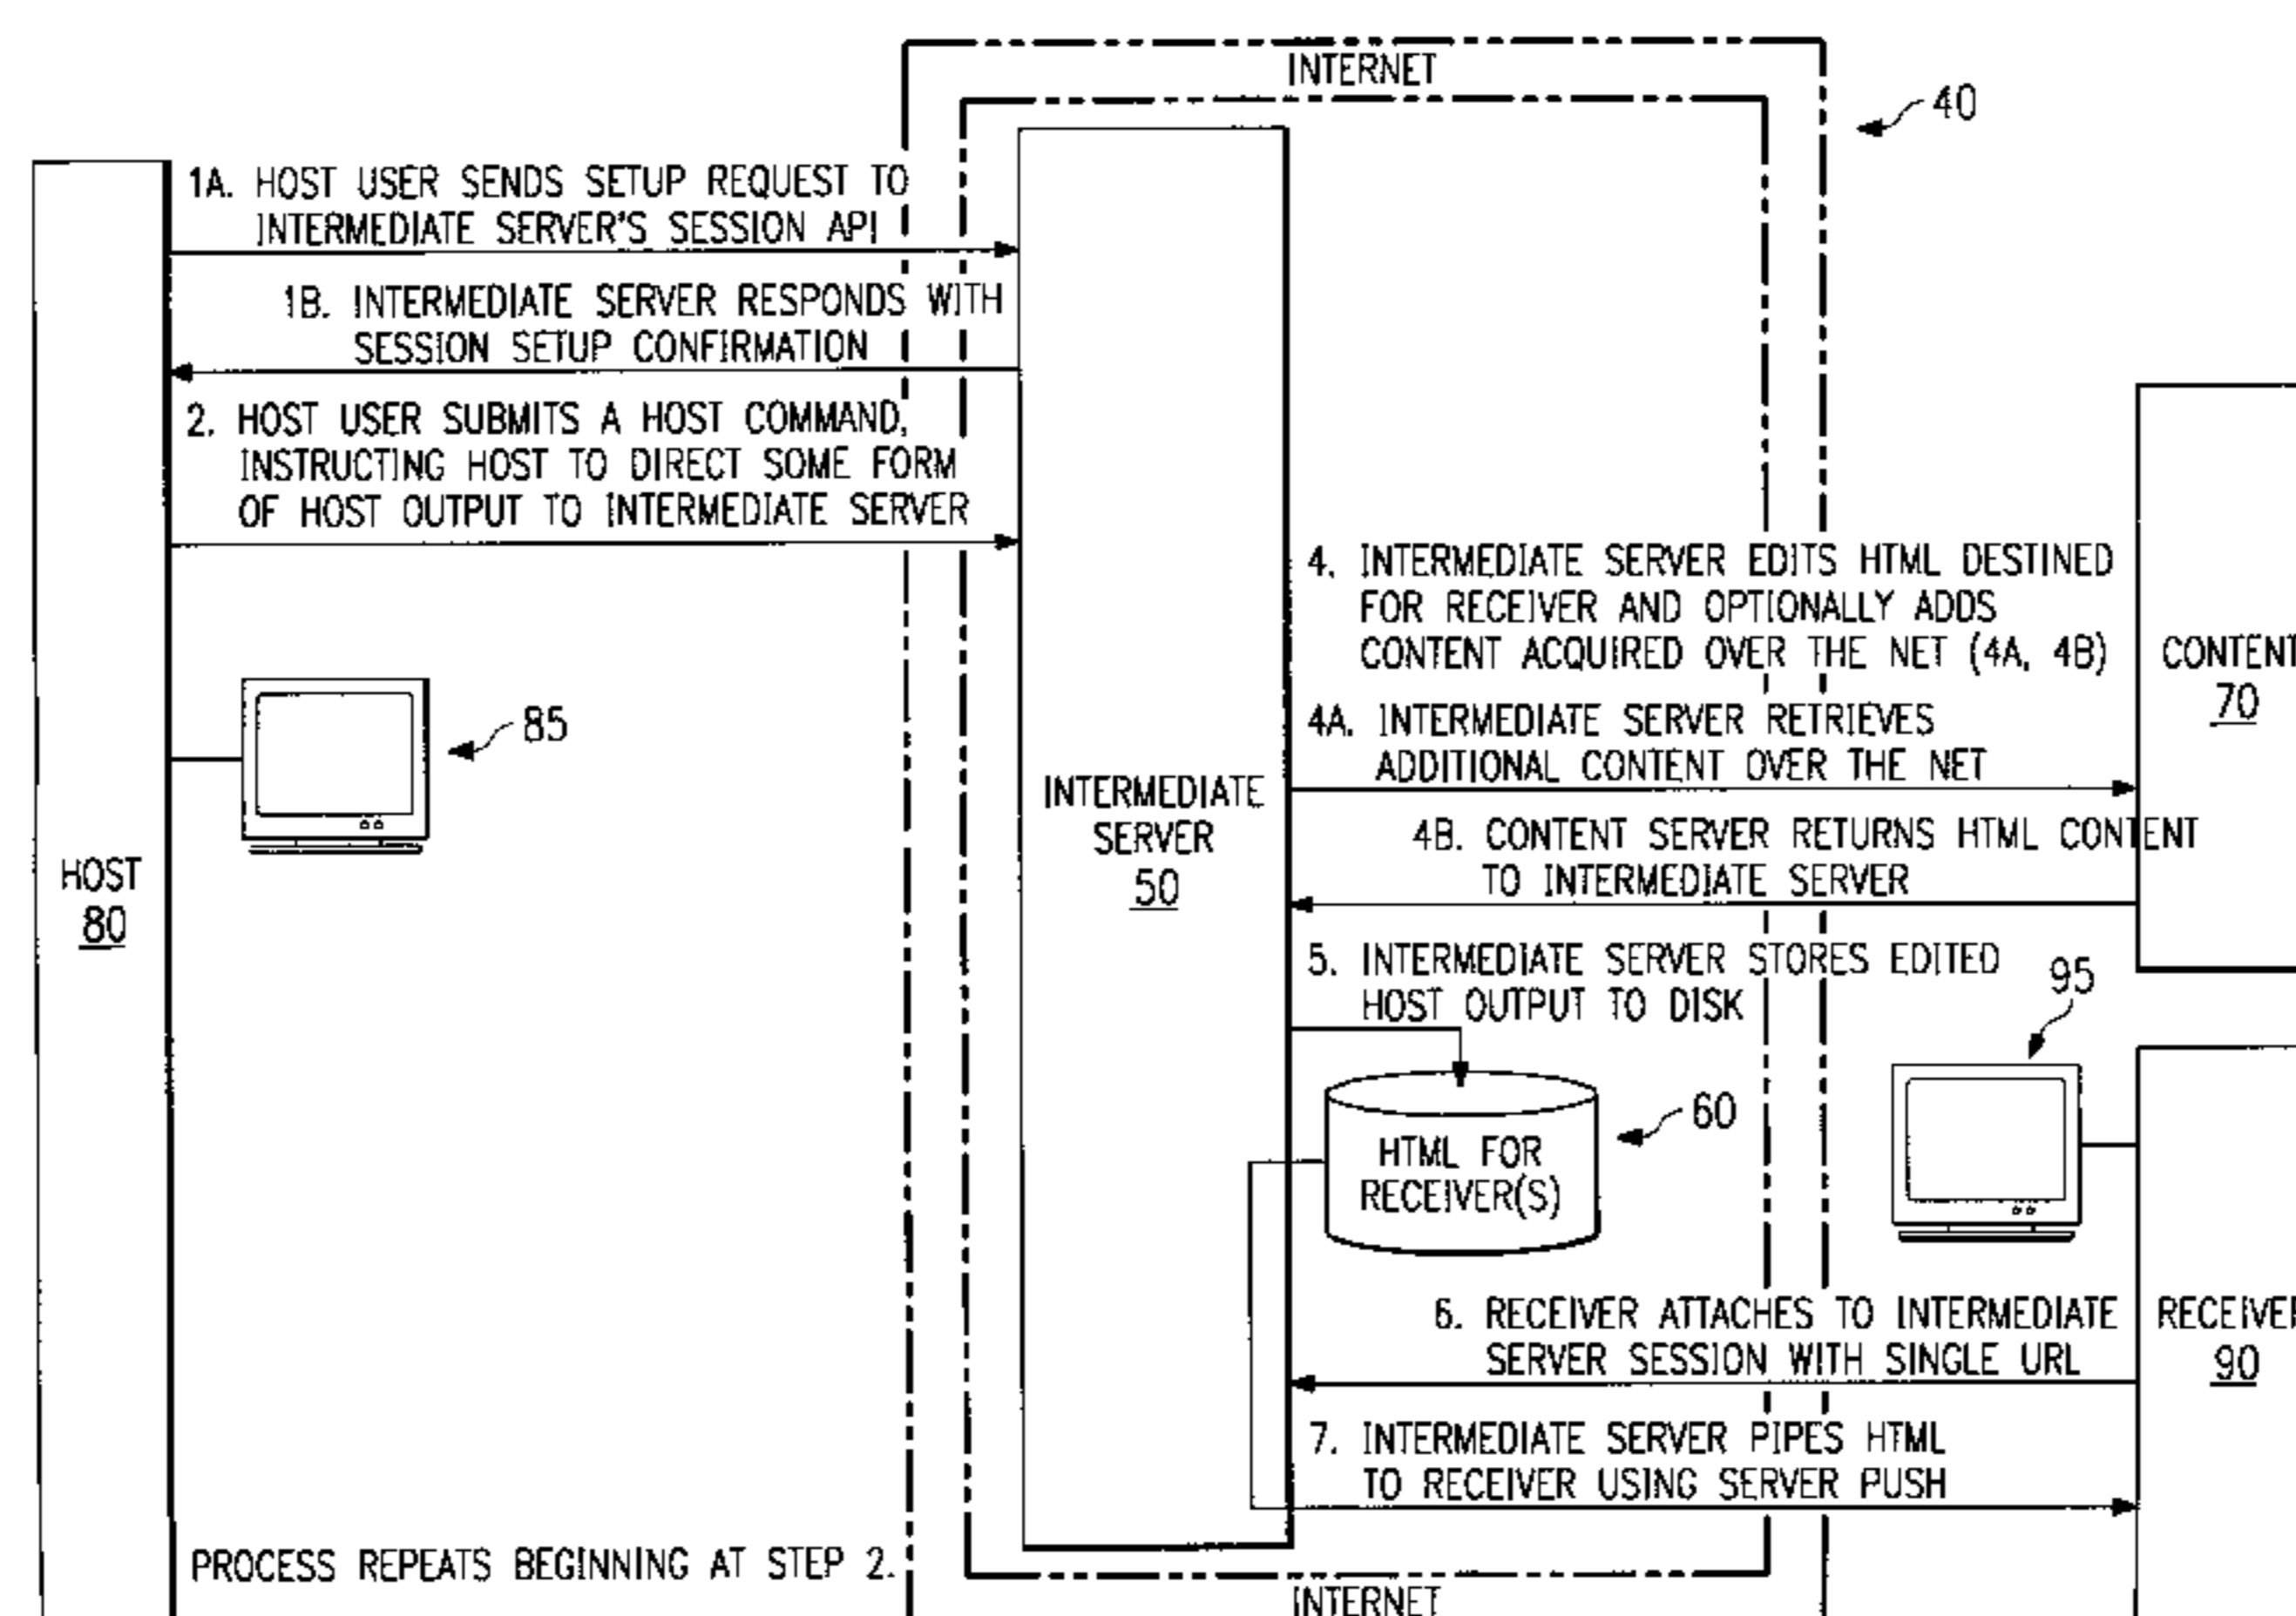 INTERNET
40
1A. HOST USER SENDS SETUP REQUEST TO
INTERMEDIATE SERVER'S SESSION API
1B. INTERMEDIATE SERVER RESPONDS WITH
SESSION SETUP CONFIRMATION
2. HOST USER SUBMITS A HOST COMMAND,
INSTRUCTING HOST TO DIRECT SOME FORM
OF HOST OUTPUT TO INTERMEDIATE SERVER
85
HOST
80
INTERMEDIATE
SERVER
50
4. INTERMEDIATE SERVER EDITS HTML DESTINED
FOR RECEIVER AND OPTIONALLY ADDS
CONTENT ACQUIRED OVER THE NET (4A, 4B)
CONTENT
70
4A. INTERMEDIATE SERVER RETRIEVES
ADDITIONAL CONTENT OVER THE NET
4B. CONTENT SERVER RETURNS HTML CONTENT
TO INTERMEDIATE SERVER
5. INTERMEDIATE SERVER STORES EDITED
HOST OUTPUT TO DISK
95
60
HTML FOR
RECEIVER(S)
6. RECEIVER ATTACHES TO INTERMEDIATE
SERVER SESSION WITH SINGLE URL
RECEIVER
90
7. INTERMEDIATE SERVER PIPES HTML
TO RECEIVER USING SERVER PUSH
PROCESS REPEATS BEGINNING AT STEP 2.
INTERNET